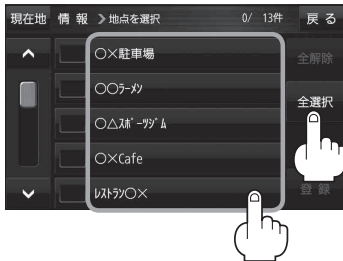 現在地 情 報 ❯地点を選択 0/ 13件 戻 る
○×駐車場
全解除
○○ﾗｰﾒﾝ
全選択
○△ｽﾎﾟｰﾂｼﾞﾑ
○×Cafe
ﾚｽﾄﾗﾝ○×
登 録